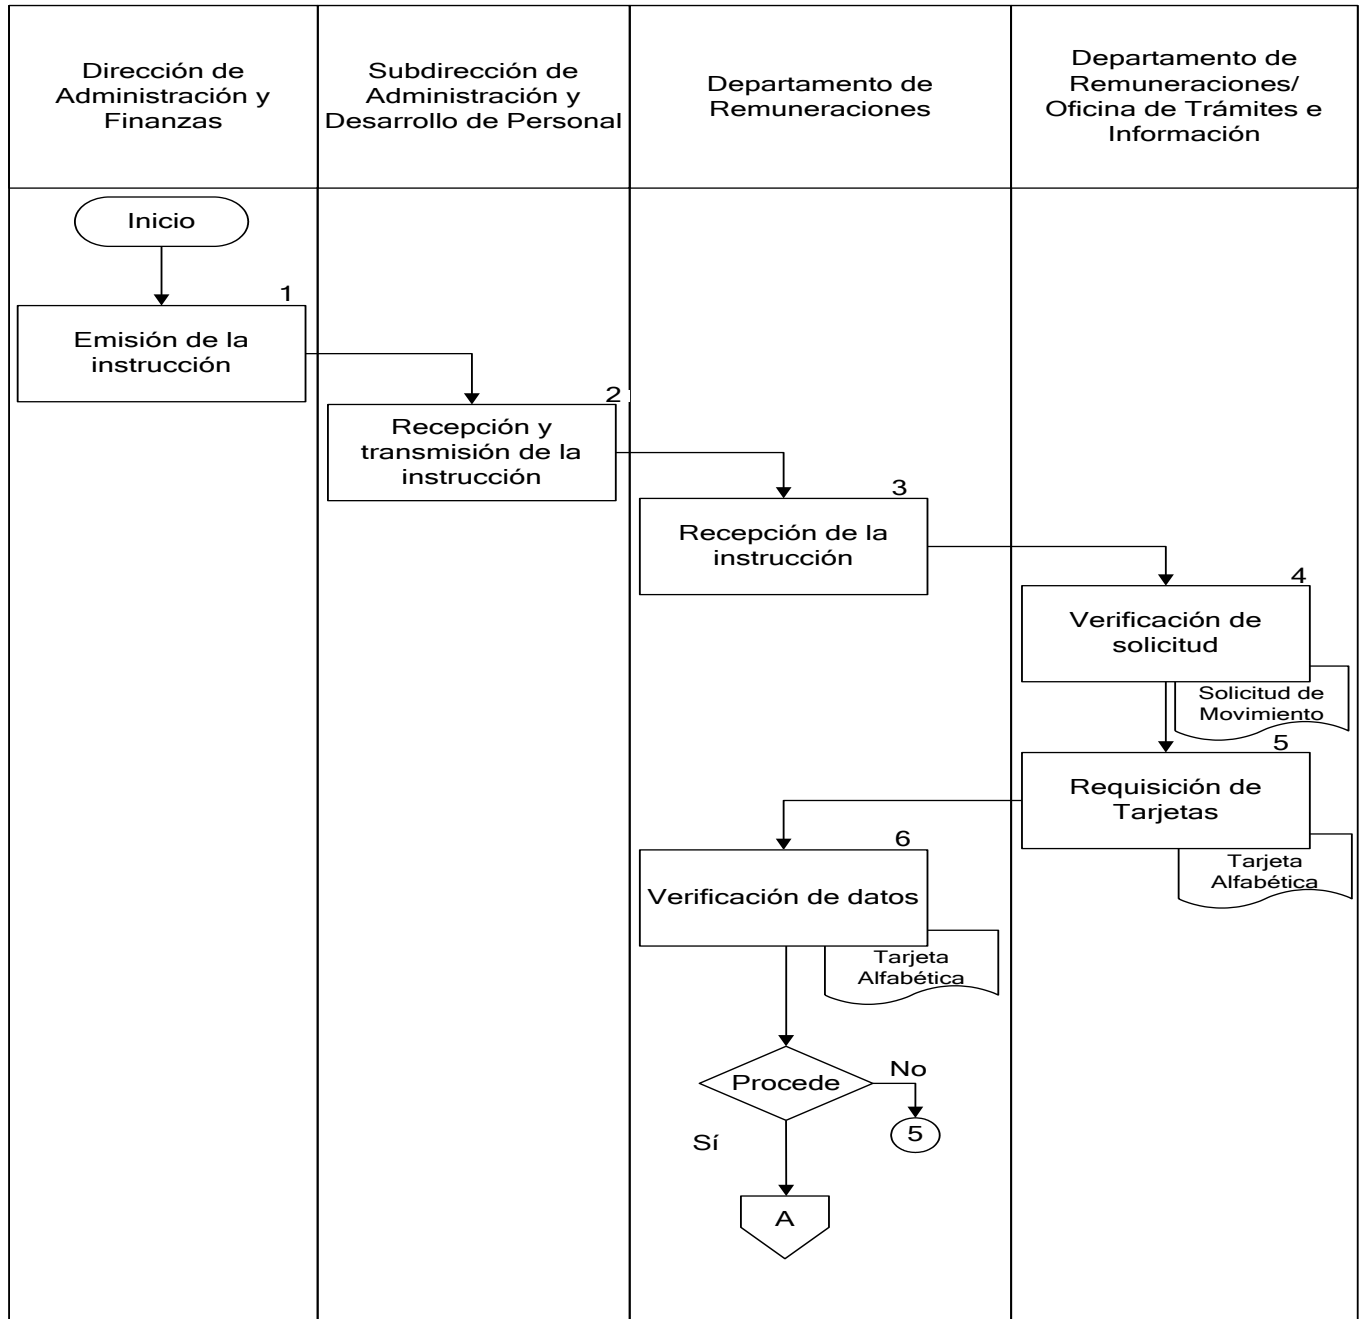 Dirección de
Administración y
Finanzas
Subdirección de
Administración y
Desarrollo de Personal
Departamento de
Remuneraciones
Departamento de
Remuneraciones/
Oficina de Trámites e
Información
Inicio
1
Emisión de la
instrucción
2
Recepción y
transmisión de la
instrucción
3
Recepción de la
instrucción
4
Verificación de
solicitud
Solicitud de
Movimiento
5
Requisición de
Tarjetas
Tarjeta
Alfabética
6
Verificación de datos
Tarjeta
Alfabética
Procede
No
5
Sí
A